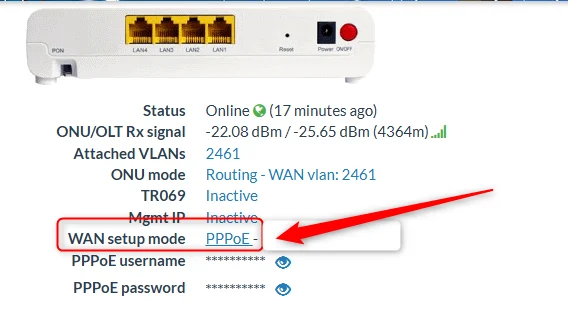 PON LAN4 LAN3 LAN2 LAN1 Reset Power ON/OFF
Status Online (17 minutes ago)
ONU/OLT Rx signal -22.08 dBm / -25.65 dBm (4364m)
Attached VLANs 2461
ONU mode Routing - WAN vlan: 2461
TR069 Inactive
Mgmt IP Inactive
WAN setup mode PPPoE -
PPPoE username **********
PPPoE password **********